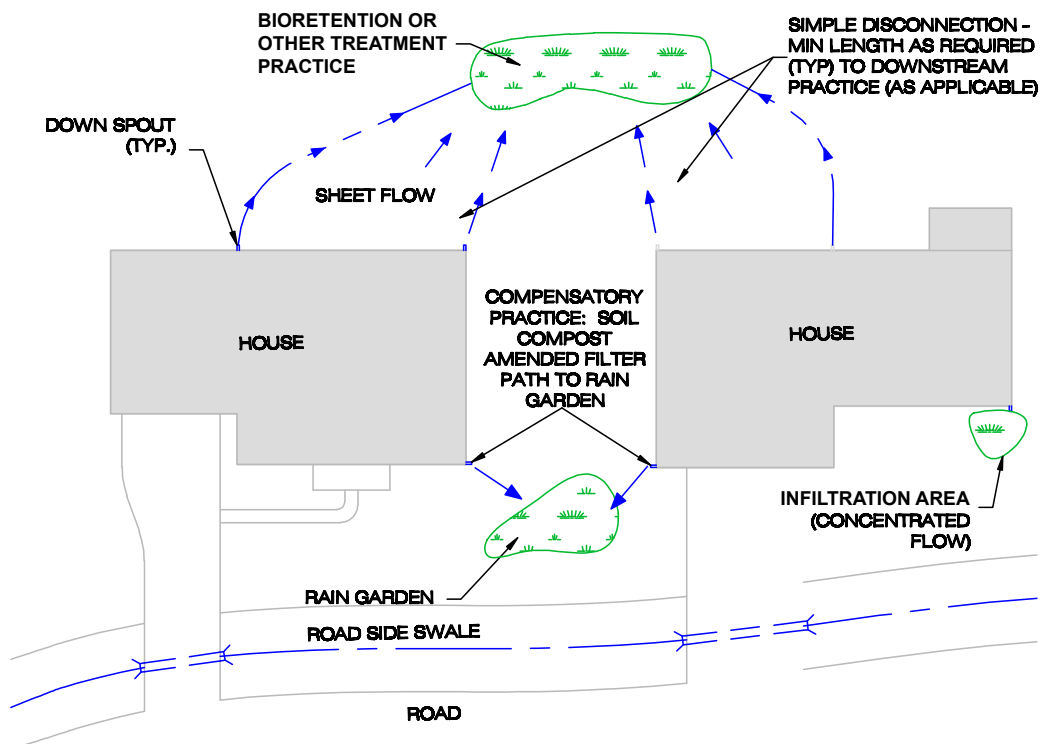 BIORETENTION OR
OTHER TREATMENT
PRACTICE
SIMPLE DISCONNECTION -
MIN LENGTH AS REQUIRED
(TYP) TO DOWNSTREAM
PRACTICE (AS APPLICABLE)
DOWN SPOUT
(TYP.)
SHEET FLOW
HOUSE
COMPENSATORY
PRACTICE: SOIL
COMPOST
AMENDED FILTER
PATH TO RAIN
GARDEN
HOUSE
INFILTRATION AREA
(CONCENTRATED
FLOW)
RAIN GARDEN
ROAD SIDE SWALE
ROAD